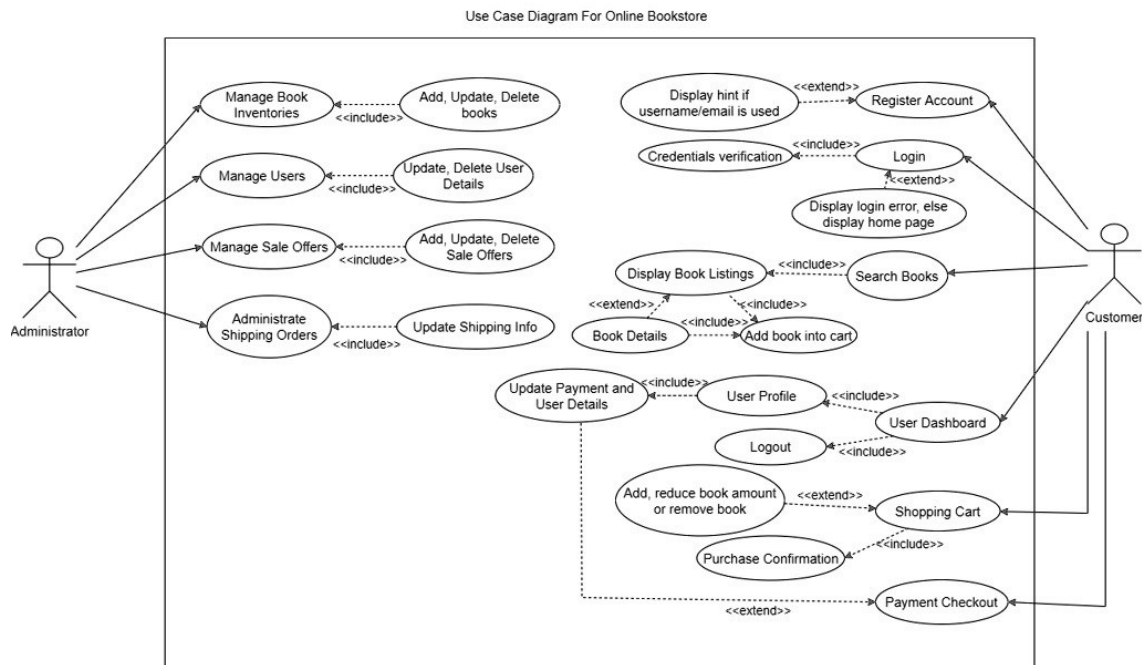 Use Case Diagram For Online Bookstore
Manage Book
Inventories
<<include>>
Add, Update, Delete
books
Manage Users
<<include>>
Update, Delete User
Details
Manage Sale Offers
<<include>>
Add, Update, Delete
Sale Offers
Administrate
Shipping Orders
<<include>>
Update Shipping Info
Administrator
Display hint if
username/email is used
<<extend>>
Register Account
Credentials verification
<<include>>
Login
<<extend>>
Display login error, else
display home page
Display Book Listings
<<include>>
Search Books
<<extend>>
<<include>>
Book Details
<<include>>
Add book into cart
Customer
Update Payment and
User Details
<<include>>
User Profile
<<include>>
User Dashboard
Logout
<<include>>
Add, reduce book amount
or remove book
<<extend>>
Shopping Cart
Purchase Confirmation
<<include>>
<<extend>>
Payment Checkout